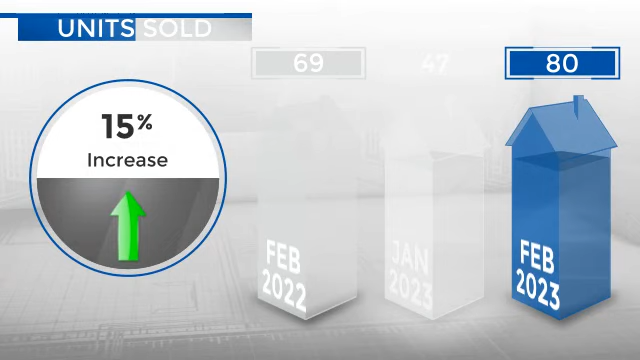 UNITS SOLD
69
47
80
15%
Increase
FEB
2022
JAN
2023
FEB
2023